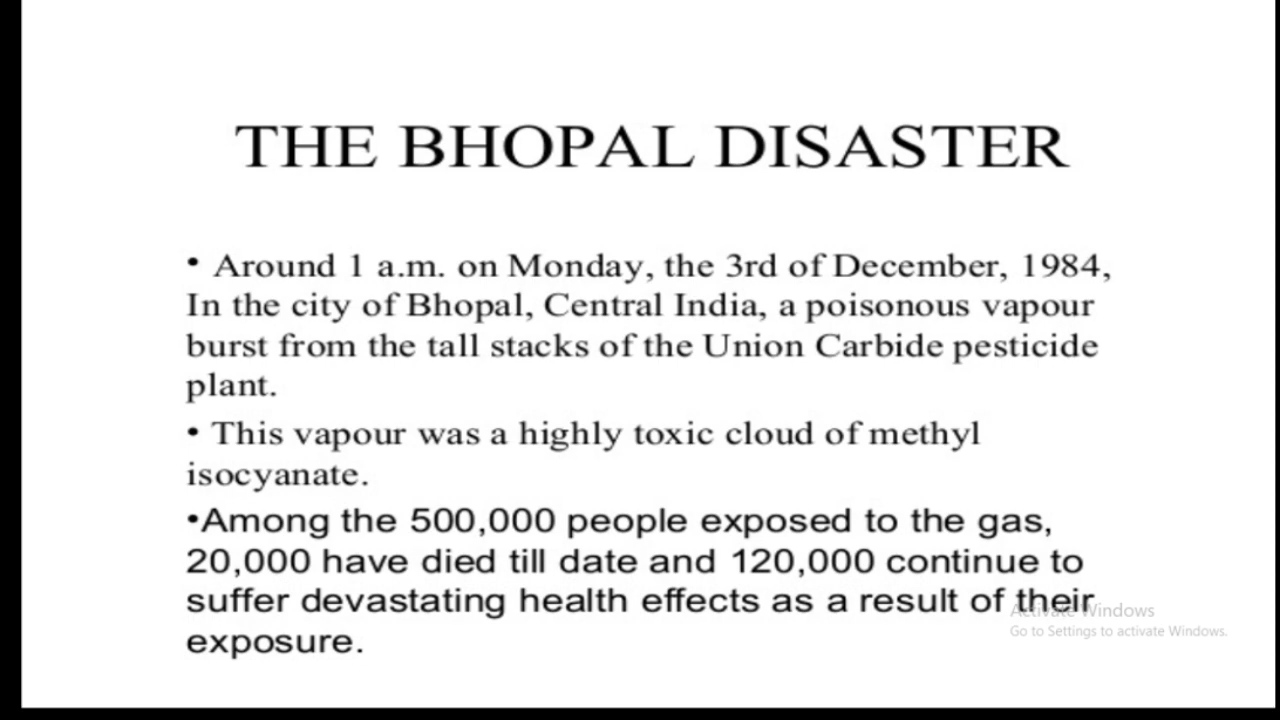 THE BHOPAL DISASTER
• Around 1 a.m. on Monday, the 3rd of December, 1984,
In the city of Bhopal, Central India, a poisonous vapour
burst from the tall stacks of the Union Carbide pesticide
plant.
• This vapour was a highly toxic cloud of methyl
isocyanate.
•Among the 500,000 people exposed to the gas,
20,000 have died till date and 120,000 continue to
suffer devastating health effects as a result of their
exposure.
Activate Windows
Go to Settings to activate Windows.